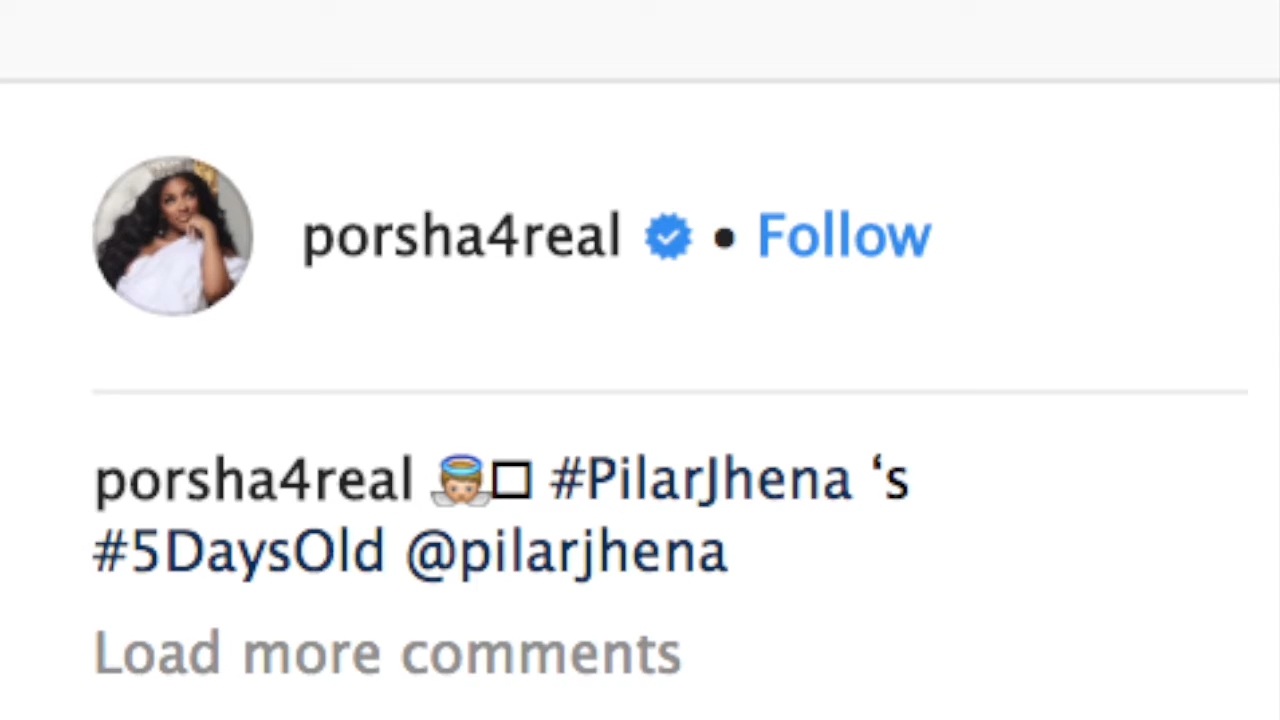 porsha4real • Follow
porsha4real 👼🏼□ #PilarJhena ‘s
#5DaysOld @pilarjhena
Load more comments